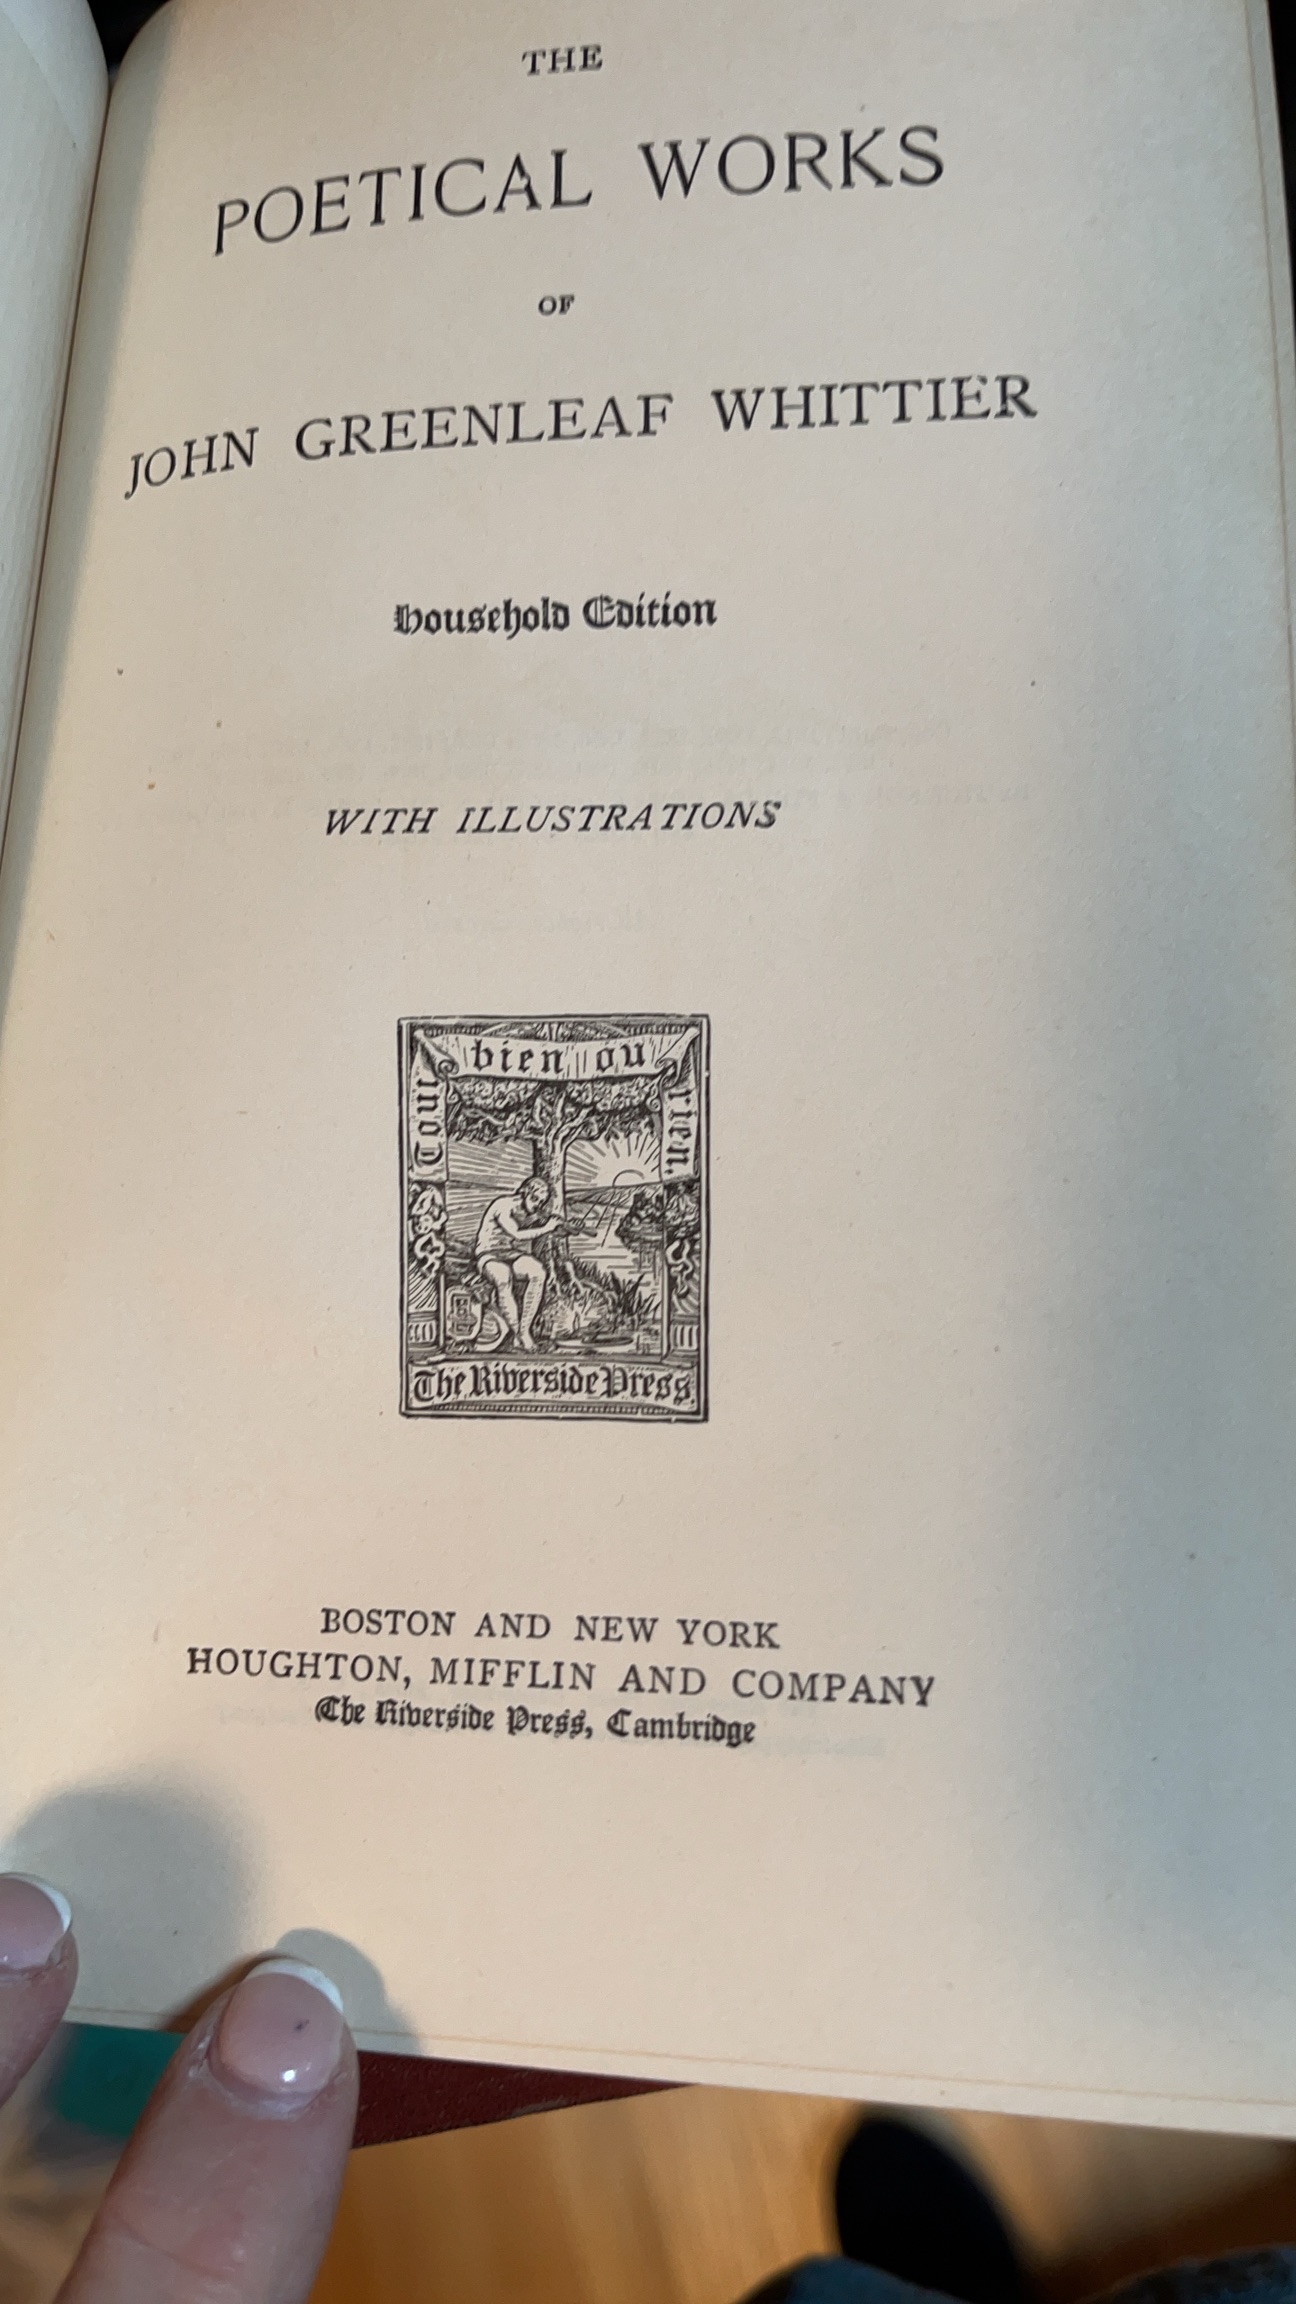 THE
POETICAL WORKS
OF
JOHN GREENLEAF WHITTIER
Household Edition
WITH ILLUSTRATIONS
Tout bien ou rien.
The Riverside Press
BOSTON AND NEW YORK
HOUGHTON, MIFFLIN AND COMPANY
The Riverside Press, Cambridge